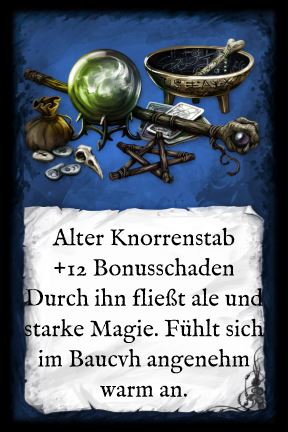 Alter Knorrenstab
+12 Bonusschaden
Durch ihn fließt ale und
starke Magie. Fühlt sich
im Baucvh angenehm
warm an.